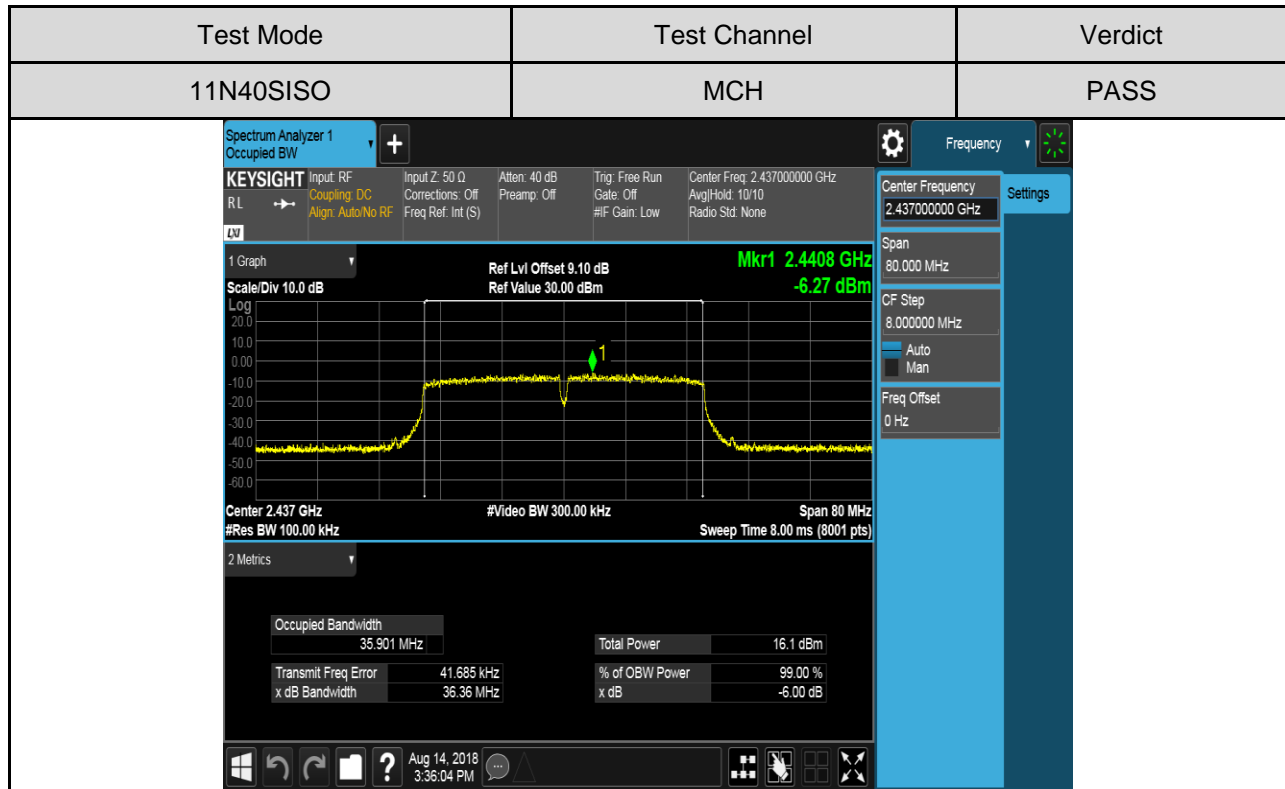 Test Mode Test Channel Verdict
11N40SISO MCH PASS
Spectrum Analyzer 1
Occupied BW
+
Frequency
KEYSIGHT Input: RF Input Z: 50 Ω Atten: 40 dB Trig: Free Run Center Freq: 2.437000000 GHz
RL Coupling: DC Corrections: Off Preamp: Off Gate: Off Avg|Hold: 10/10
Align: Auto/No RF Freq Ref: Int (S) #IF Gain: Low Radio Std: None
LXI
Center Frequency Settings
2.437000000 GHz
Span
80.000 MHz
CF Step
8.000000 MHz
Auto
Man
Freq Offset
0 Hz
1 Graph Ref Lvl Offset 9.10 dB Mkr1 2.4408 GHz
Scale/Div 10.0 dB Ref Value 30.00 dBm -6.27 dBm
Log
20.0
10.0
0.00
-10.0
-20.0
-30.0
-40.0
-50.0
-60.0
1
Center 2.437 GHz #Video BW 300.00 kHz Span 80 MHz
#Res BW 100.00 kHz Sweep Time 8.00 ms (8001 pts)
2 Metrics
Occupied Bandwidth
35.901 MHz Total Power 16.1 dBm
Transmit Freq Error 41.685 kHz % of OBW Power 99.00 %
x dB Bandwidth 36.36 MHz x dB -6.00 dB
? Aug 14, 2018
3:36:04 PM